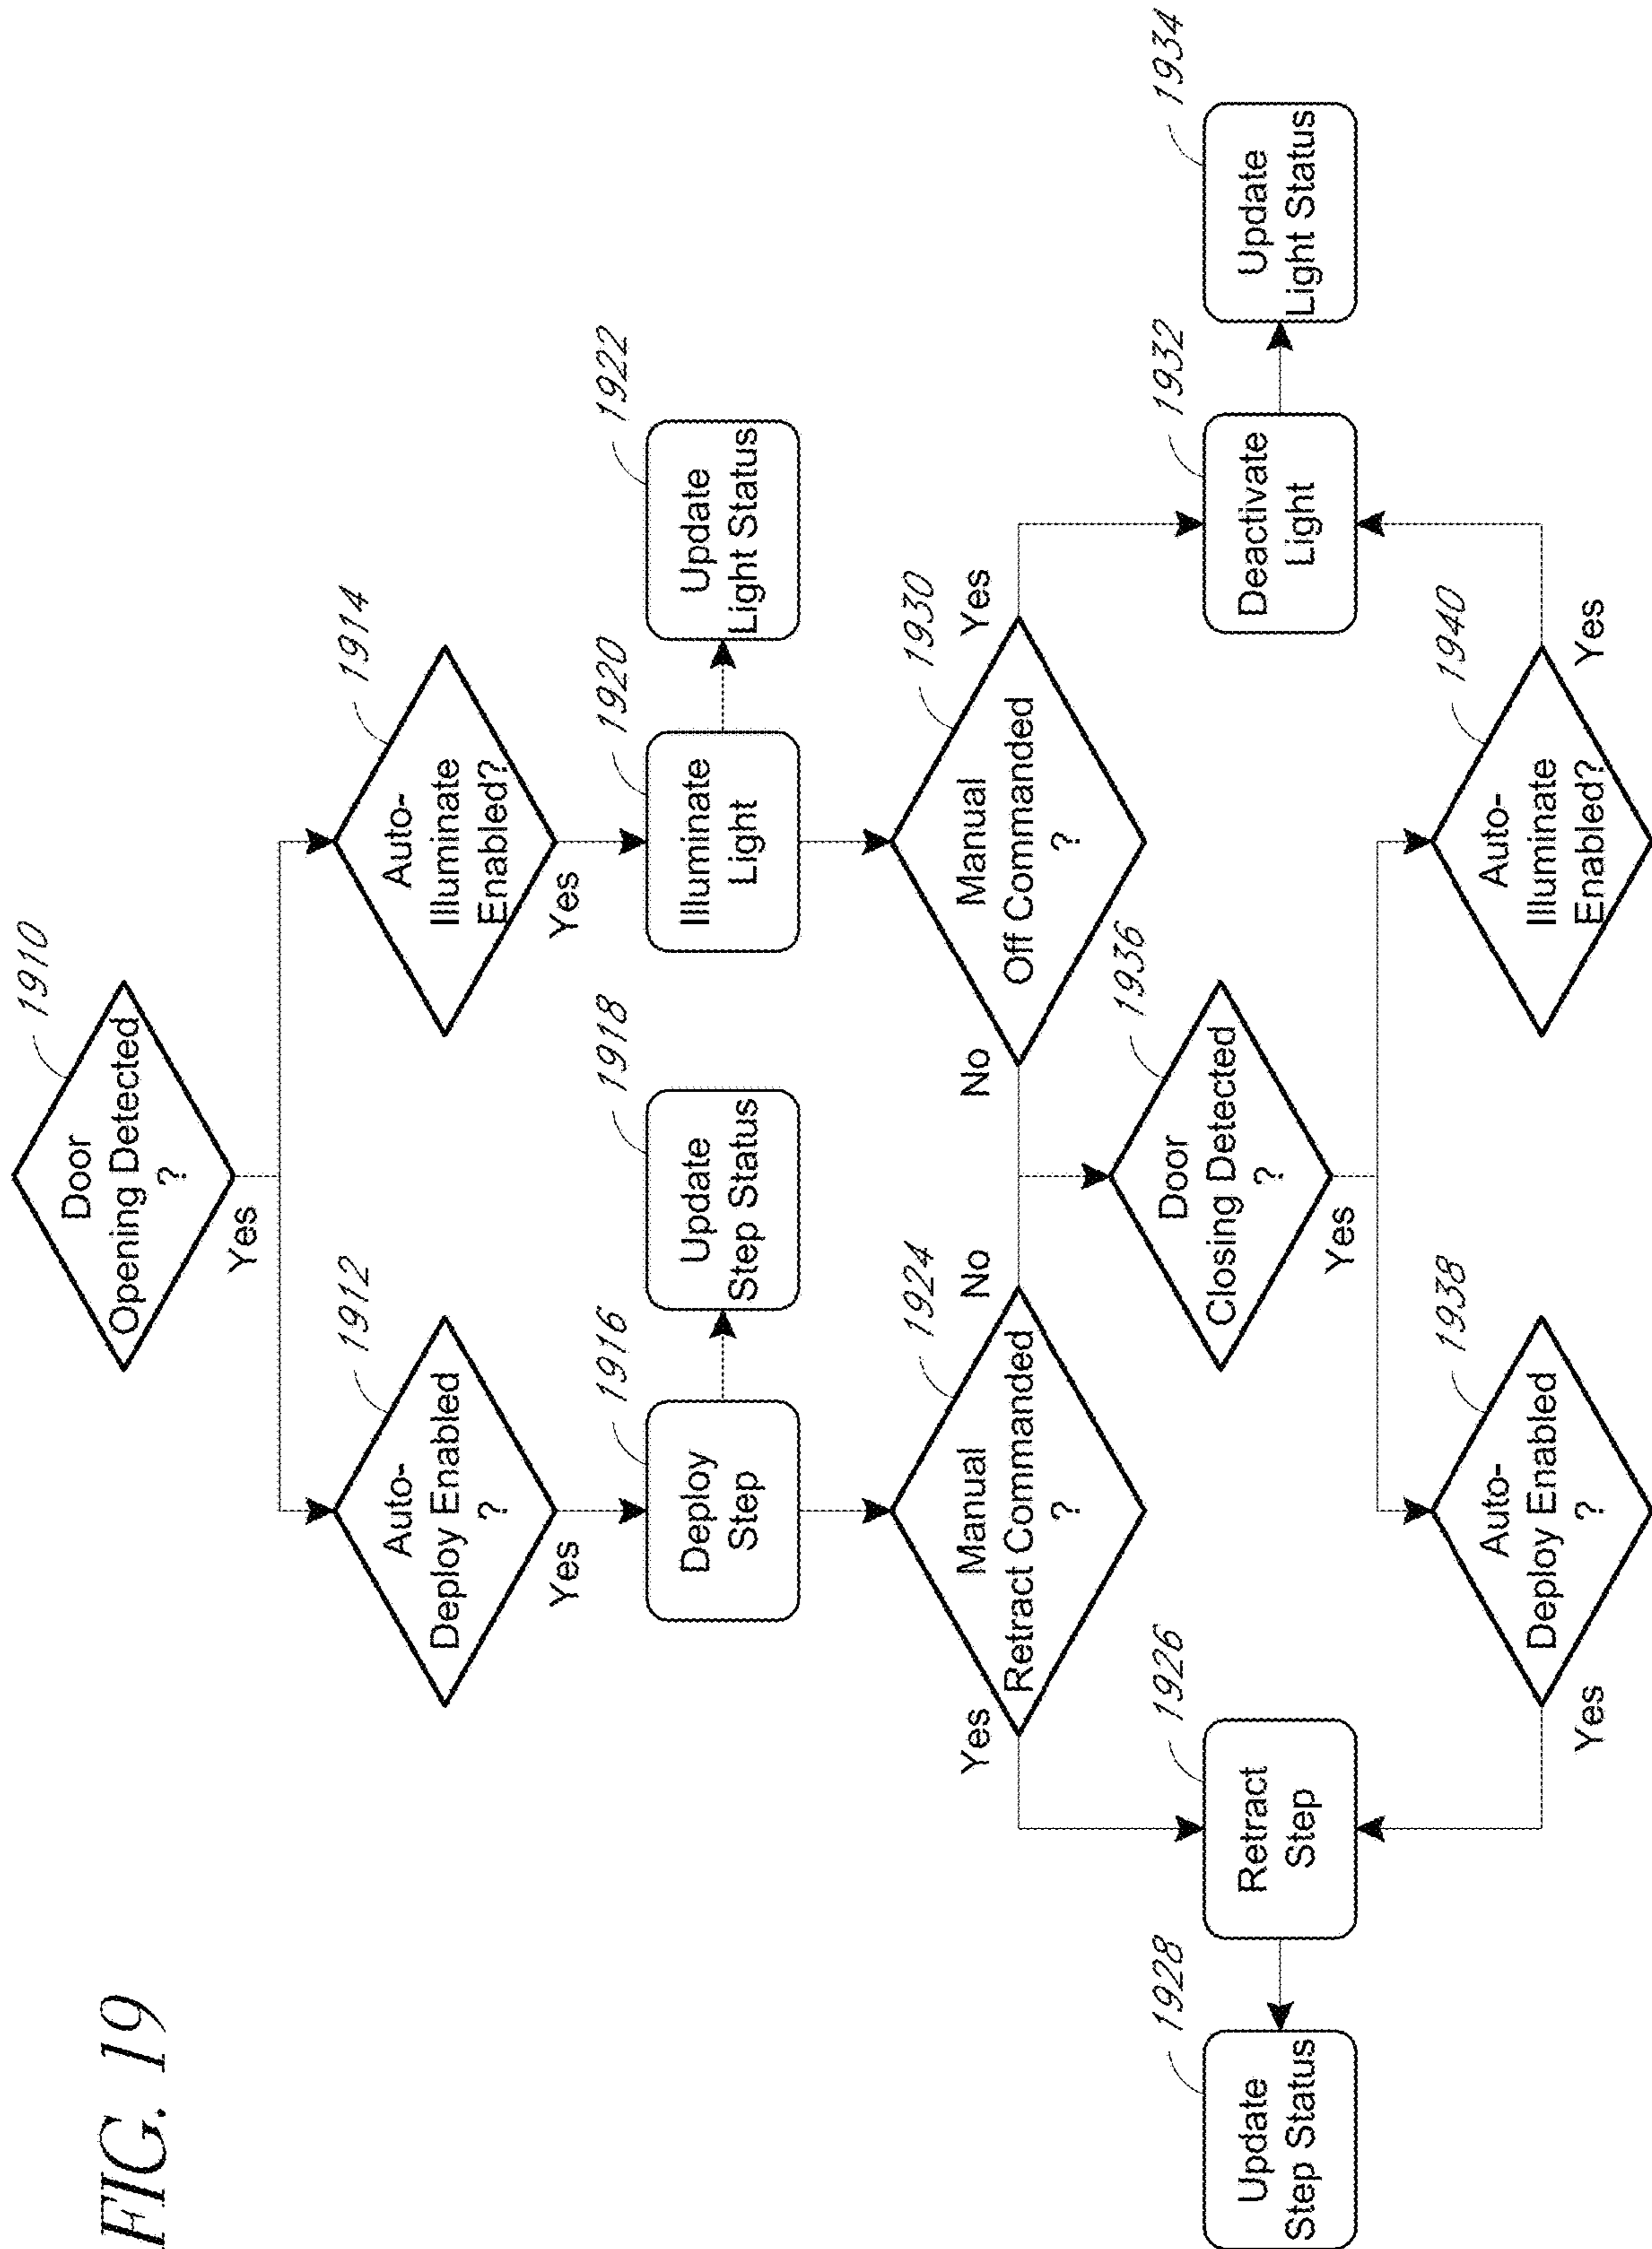 FIG. 19
Door
Opening Detected
?
1910
Yes
Auto-
Deploy Enabled
?
1912
Yes
Auto-
Illuminate
Enabled?
1914
Yes
Deploy
Step
1916
Update
Step Status
1918
Illuminate
Light
1920
Update
Light Status
1922
Manual
Retract Commanded
?
1924
Yes
No
Manual
Off Commanded
?
1930
No
Yes
Update
Step Status
1928
Retract
Step
1926
Door
Closing Detected
?
1936
Yes
Deactivate
Light
1932
Update
Light Status
1934
Auto-
Deploy Enabled
?
1938
Yes
Auto-
Illuminate
Enabled?
1940
Yes